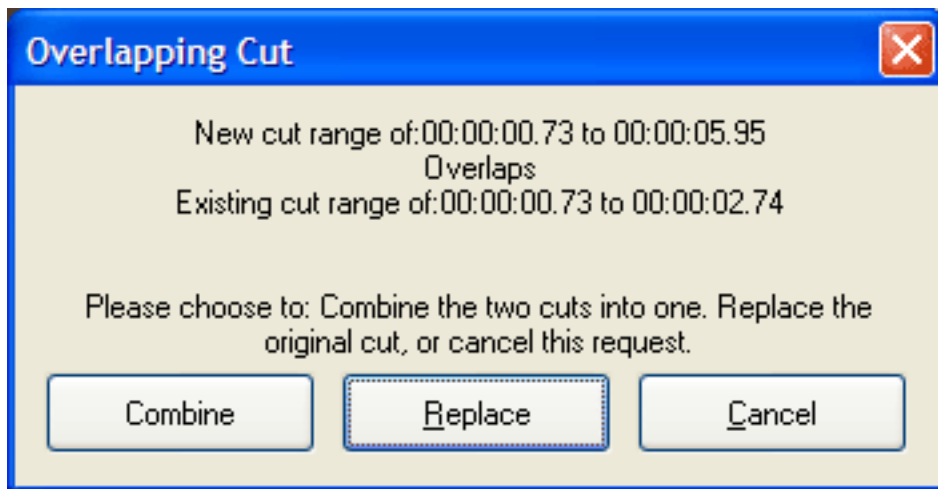 Overlapping Cut
New cut range of:00:00:00.73 to 00:00:05.95
Overlaps
Existing cut range of:00:00:00.73 to 00:00:02.74
Please choose to: Combine the two cuts into one. Replace the
original cut, or cancel this request.
Combine Replace Cancel